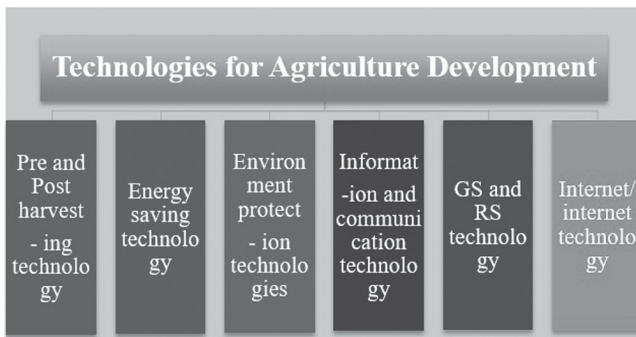 Technologies for Agriculture Development
Pre and
Post
harvest
- ing
technolo
gy
Energy
saving
technolo
gy
Environ
ment
protect
- ion
technolo
gies
Informat
-ion and
communi
cation
technolo
gy
GS and
RS
technolo
gy
Internet/
internet
technolo
gy